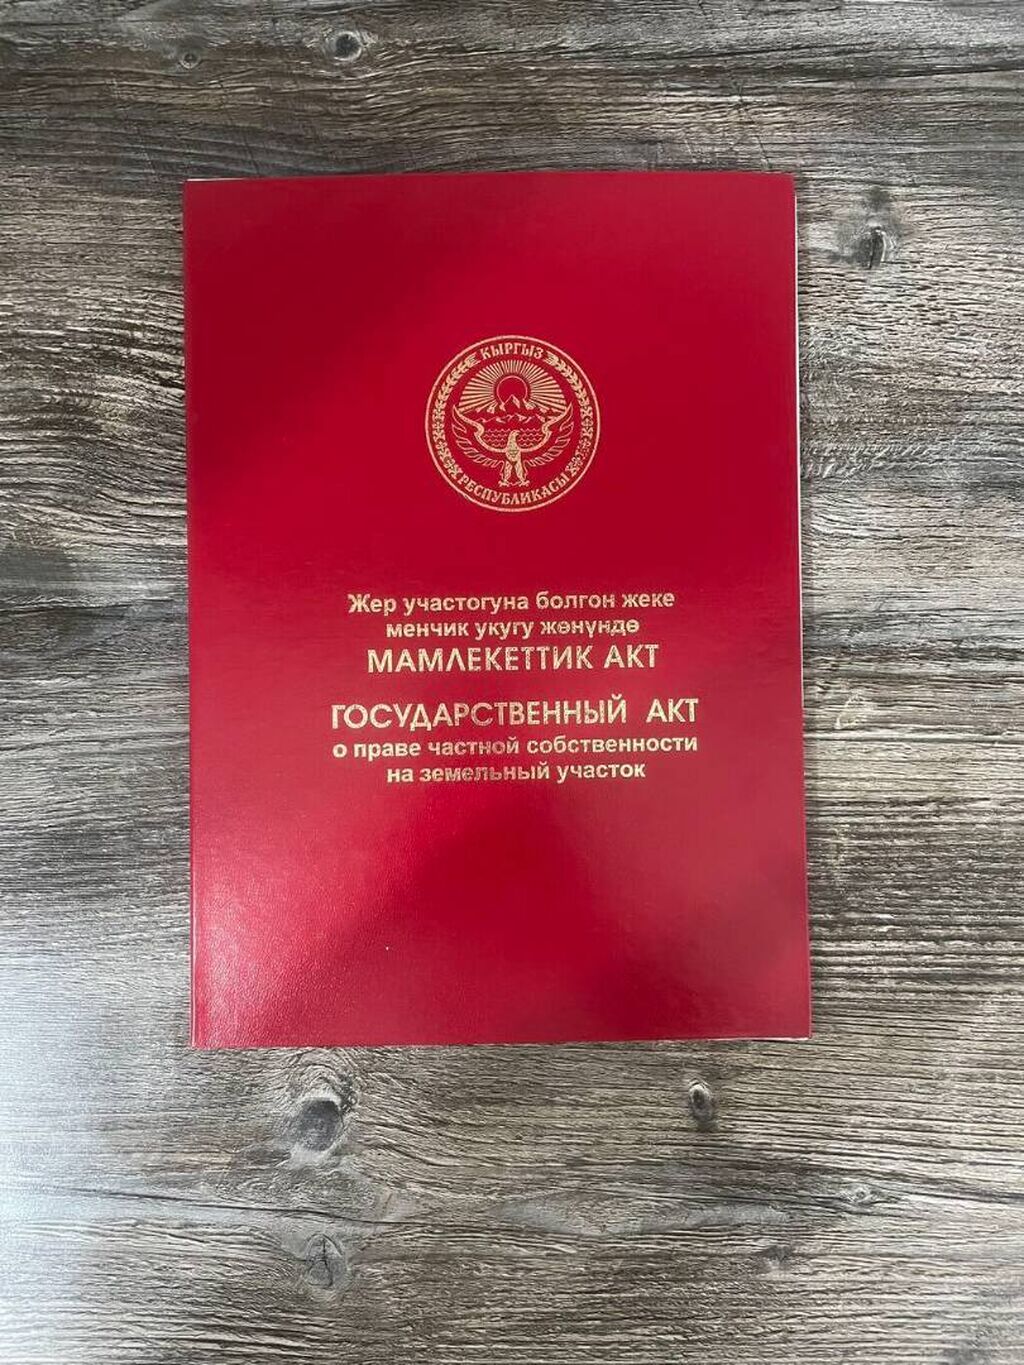 КЫРГЫЗ
РЕСПУБЛИКАСЫ
Жер участогуна болгон жеке
менчик укугу жөнүндө
МАМЛЕКЕТТИК АКТ
ГОСУДАРСТВЕННЫЙ АКТ
о праве частной собственности
на земельный участок